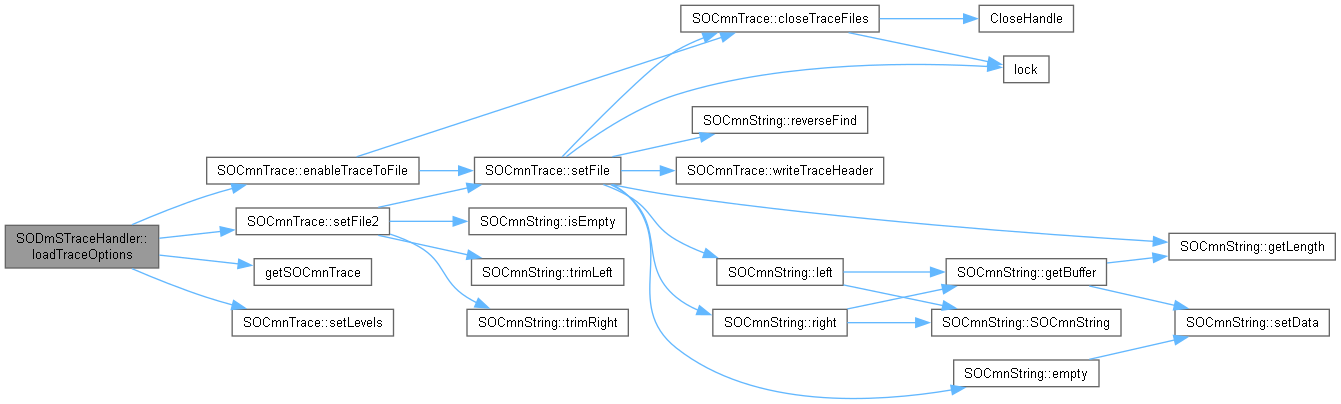 SOCmnTrace::closeTraceFiles
CloseHandle
lock
SOCmnString::reverseFind
SOCmnTrace::enableTraceToFile
SOCmnTrace::setFile
SOCmnTrace::writeTraceHeader
SOCmnTrace::setFile2
SOCmnString::isEmpty
SODmSTraceHandler::
loadTraceOptions
SOCmnString::getLength
getSOCmnTrace
SOCmnString::trimLeft
SOCmnString::left
SOCmnString::getBuffer
SOCmnTrace::setLevels
SOCmnString::trimRight
SOCmnString::right
SOCmnString::SOCmnString
SOCmnString::setData
SOCmnString::empty